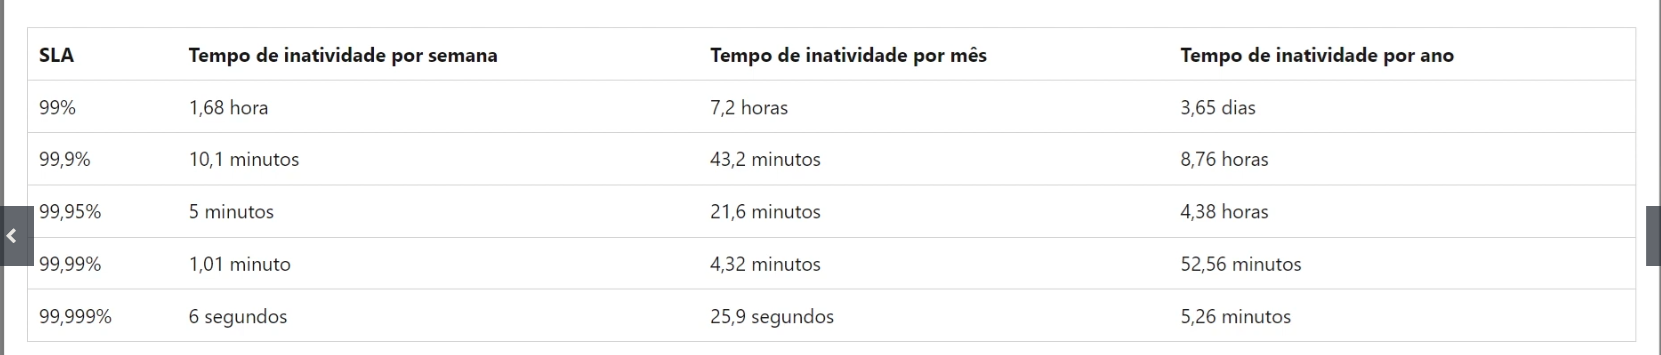 SLA Tempo de inatividade por semana Tempo de inatividade por mês Tempo de inatividade por ano
99% 1,68 hora 7,2 horas 3,65 dias
99,9% 10,1 minutos 43,2 minutos 8,76 horas
99,95% 5 minutos 21,6 minutos 4,38 horas
99,99% 1,01 minuto 4,32 minutos 52,56 minutos
99,999% 6 segundos 25,9 segundos 5,26 minutos